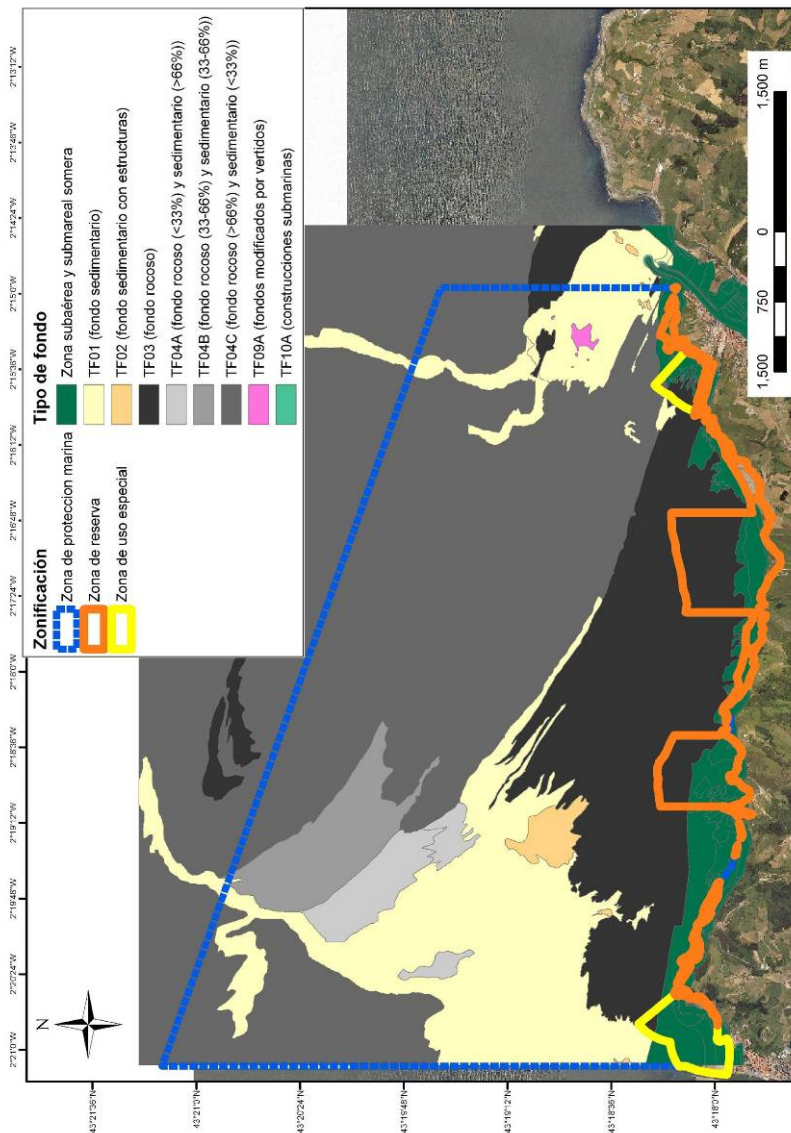 2°21'0"W 2°20'24"W 2°19'48"W 2°19'12"W 2°18'36"W 2°18'0"W 2°17'24"W 2°16'48"W 2°16'12"W 2°15'36"W 2°15'0"W 2°14'24"W 2°13'48"W 2°13'12"W
N
Zonificación
Zona de proteccion marina
Zona de reserva
Zona de uso especial
Tipo de fondo
Zona subaérea y submareal somera
TF01 (fondo sedimentario)
TF02 (fondo sedimentario con estructuras)
TF03 (fondo rocoso)
TF04A (fondo rocoso (<33%) y sedimentario (>66%))
TF04B (fondo rocoso (33-66%) y sedimentario (33-66%))
TF04C (fondo rocoso (>66%) y sedimentario (<33%))
TF09A (fondos modificados por vertidos)
TF10A (construcciones submarinas)
43°21'36"N
43°21'0"N
43°20'24"N
43°19'48"N
43°19'12"N
43°18'36"N
43°18'0"N
1,500 750 0 1,500 m